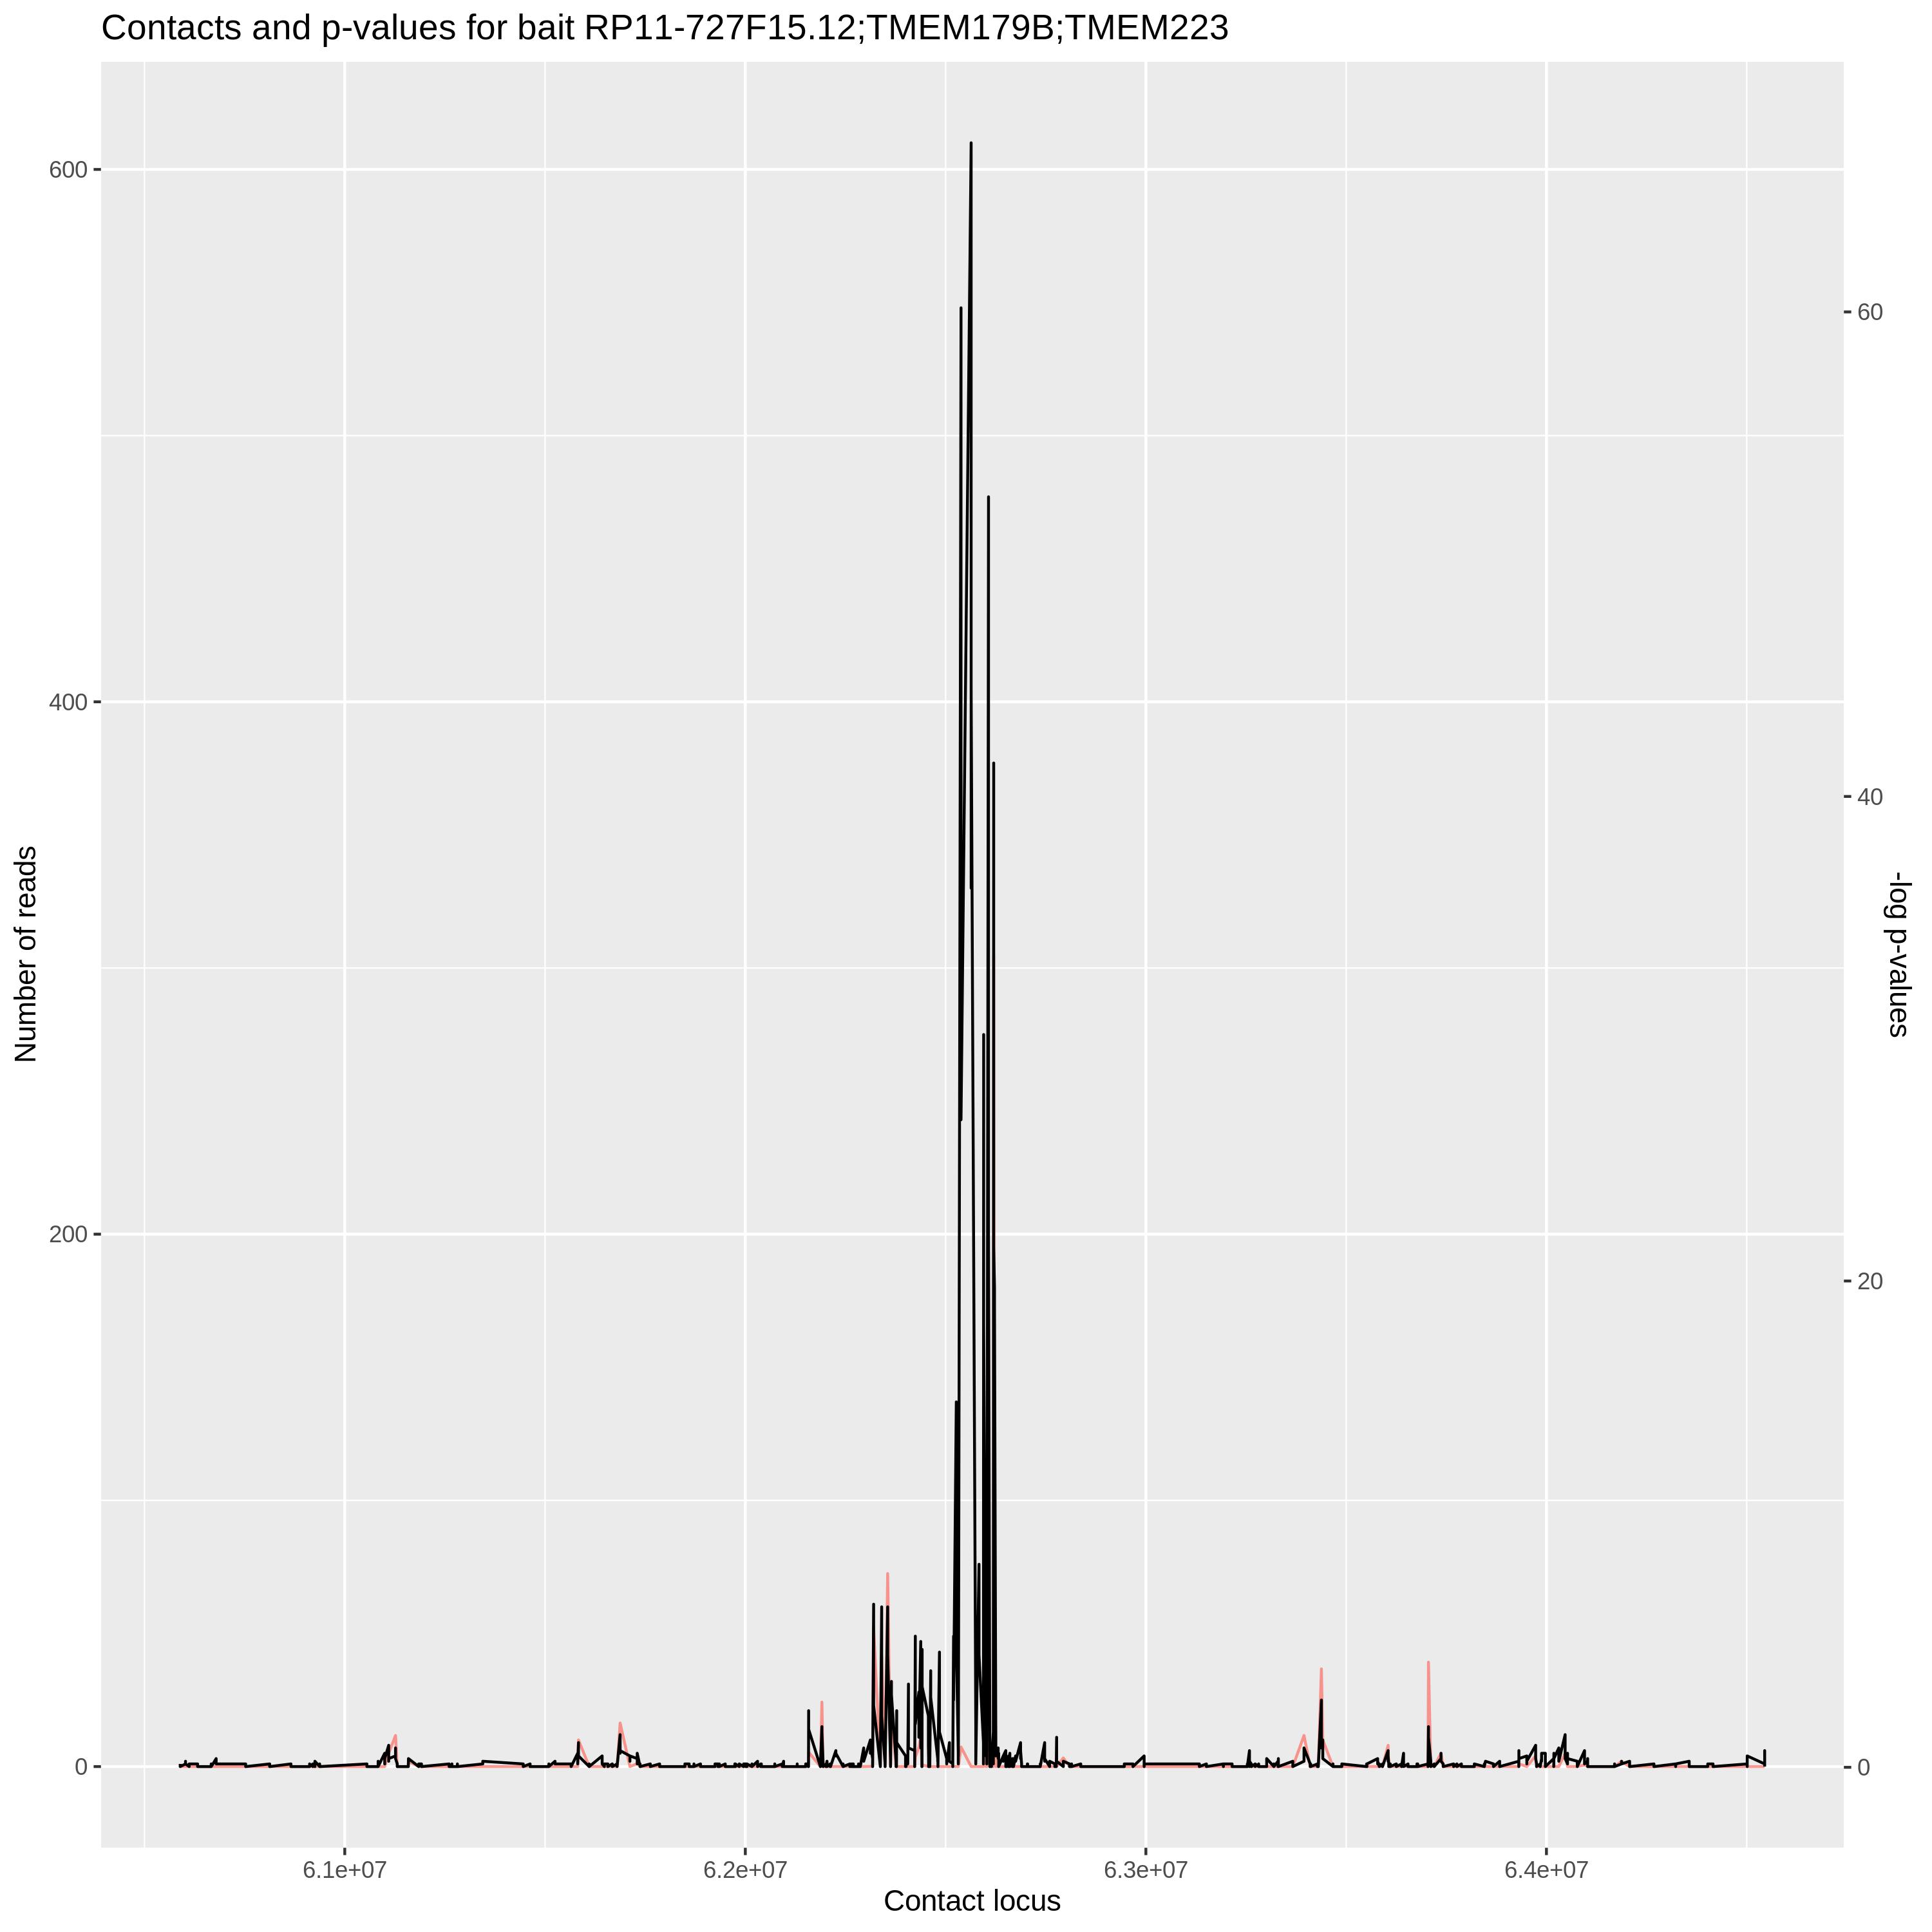 Contacts and p-values for bait RP11-727F15.12;TMEM179B;TMEM223
600
400
200
0
Number of reads
60
40
20
0
-log p-values
6.1e+07
6.2e+07
6.3e+07
6.4e+07
Contact locus